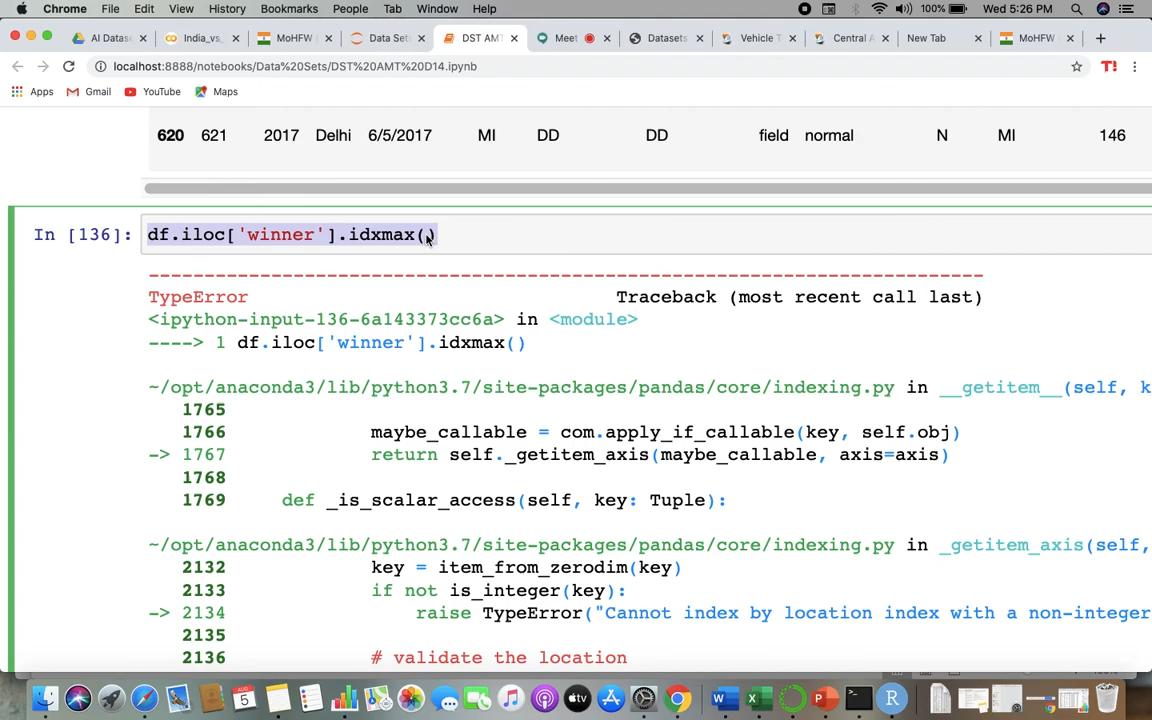 Chrome File Edit View History Bookmarks People Tab Window Help 100% Wed 5:26 PM
AI Datase India_vs_ MoHFW | Data Set DST AMT Meet Datasets Vehicle T Central A New Tab MoHFW
localhost:8888/notebooks/Data%20Sets/DST%20AMT%20D14.ipynb
Apps Gmail YouTube Maps
620 621 2017 Delhi 6/5/2017 MI DD DD field normal N MI 146
In [136]: df.iloc['winner'].idxmax()
---------------------------------------------------------------------------
TypeError Traceback (most recent call last)
<ipython-input-136-6a143373cc6a> in <module>
----> 1 df.iloc['winner'].idxmax()
~/opt/anaconda3/lib/python3.7/site-packages/pandas/core/indexing.py in __getitem__(self, k
1765
1766 maybe_callable = com.apply_if_callable(key, self.obj)
-> 1767 return self._getitem_axis(maybe_callable, axis=axis)
1768
1769 def _is_scalar_access(self, key: Tuple):
~/opt/anaconda3/lib/python3.7/site-packages/pandas/core/indexing.py in _getitem_axis(self,
2132 key = item_from_zerodim(key)
2133 if not is_integer(key):
-> 2134 raise TypeError("Cannot index by location index with a non-integer
2135
2136 # validate the location